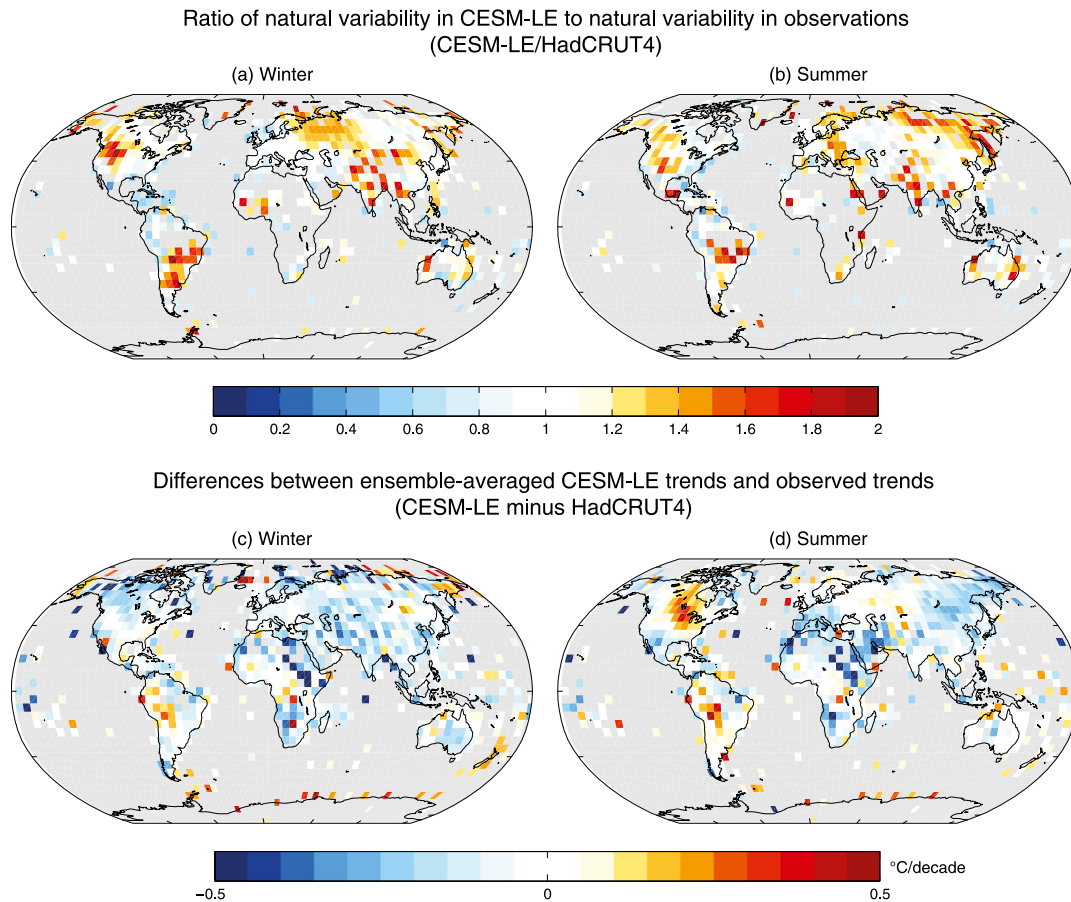 Ratio of natural variability in CESM-LE to natural variability in observations
(CESM-LE/HadCRUT4)
(a) Winter
(b) Summer
0 0.2 0.4 0.6 0.8 1 1.2 1.4 1.6 1.8 2
Differences between ensemble-averaged CESM-LE trends and observed trends
(CESM-LE minus HadCRUT4)
(c) Winter
(d) Summer
°C/decade
−0.5 0 0.5